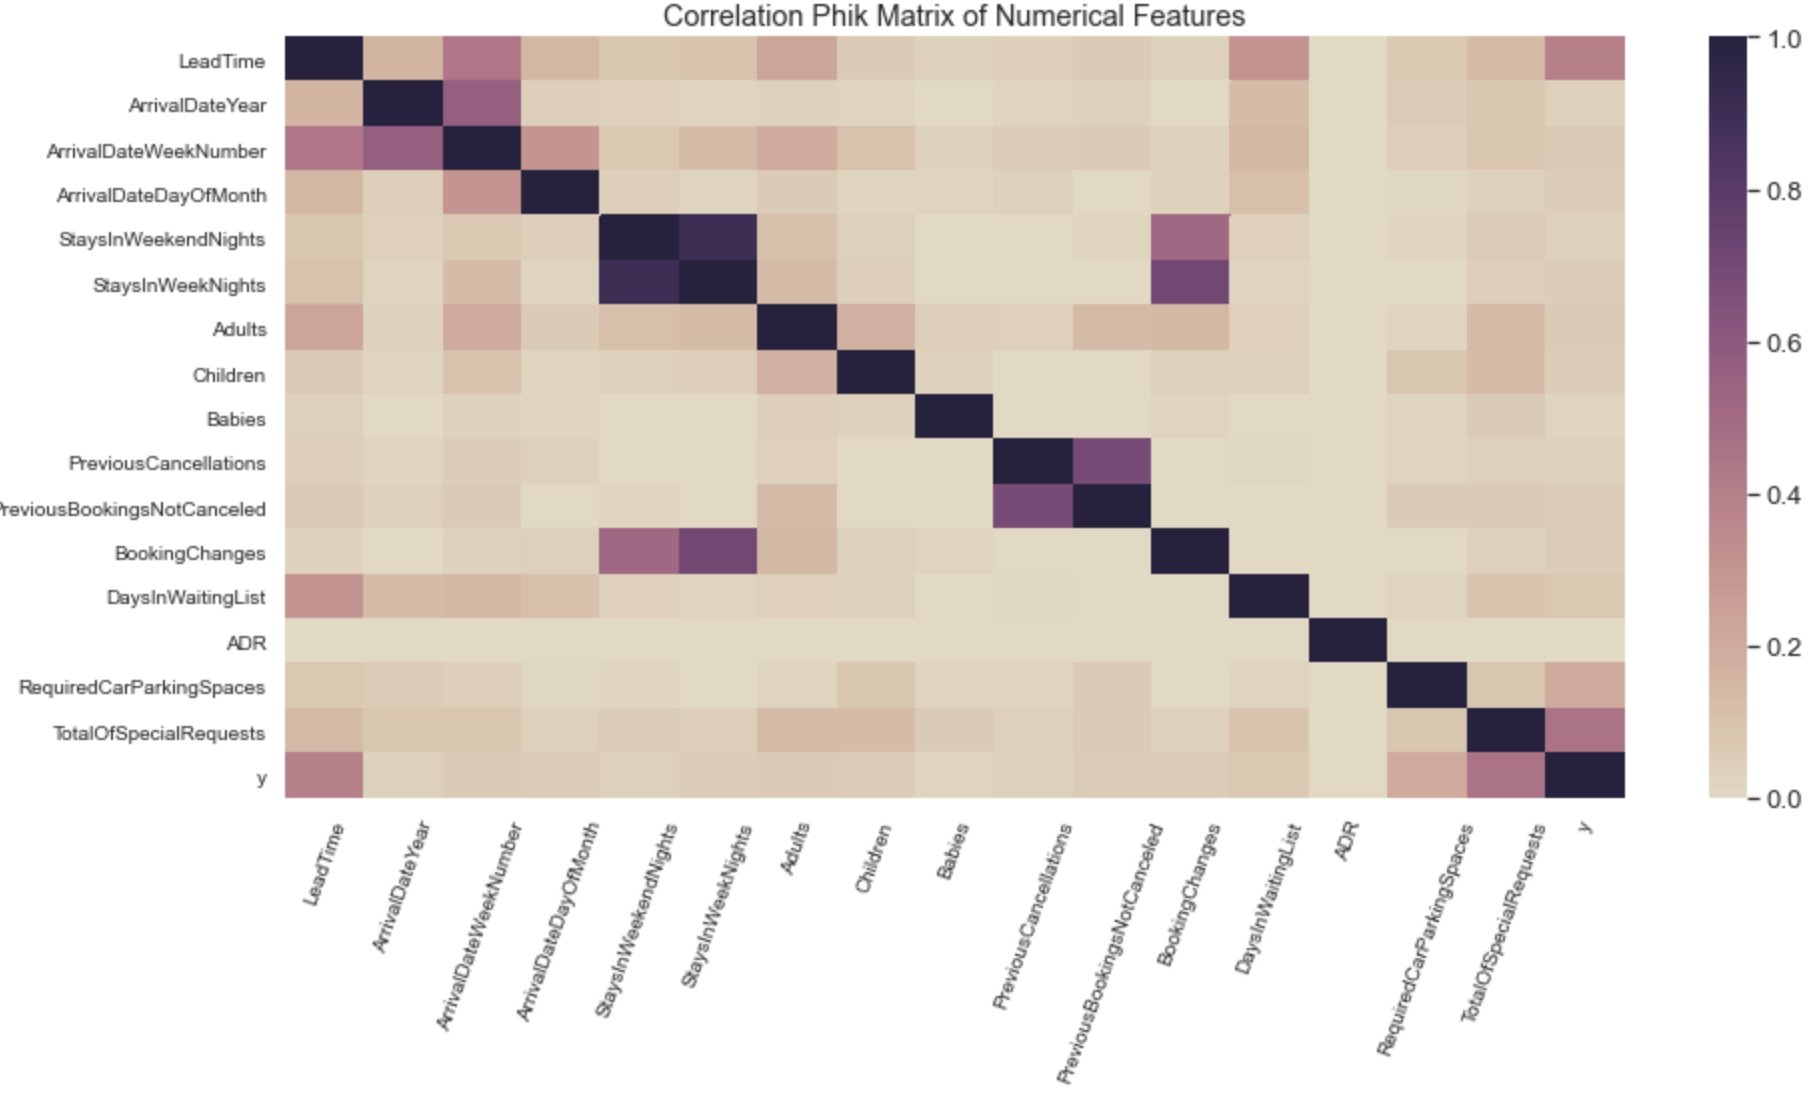 Correlation Phik Matrix of Numerical Features
LeadTime
ArrivalDateYear
ArrivalDateWeekNumber
ArrivalDateDayOfMonth
StaysInWeekendNights
StaysInWeekNights
Adults
Children
Babies
PreviousCancellations
PreviousBookingsNotCanceled
BookingChanges
DaysInWaitingList
ADR
RequiredCarParkingSpaces
TotalOfSpecialRequests
y
LeadTime
ArrivalDateYear
ArrivalDateWeekNumber
ArrivalDateDayOfMonth
StaysInWeekendNights
StaysInWeekNights
Adults
Children
Babies
PreviousCancellations
PreviousBookingsNotCanceled
BookingChanges
DaysInWaitingList
ADR
RequiredCarParkingSpaces
TotalOfSpecialRequests
y
1.0
0.8
0.6
0.4
0.2
0.0